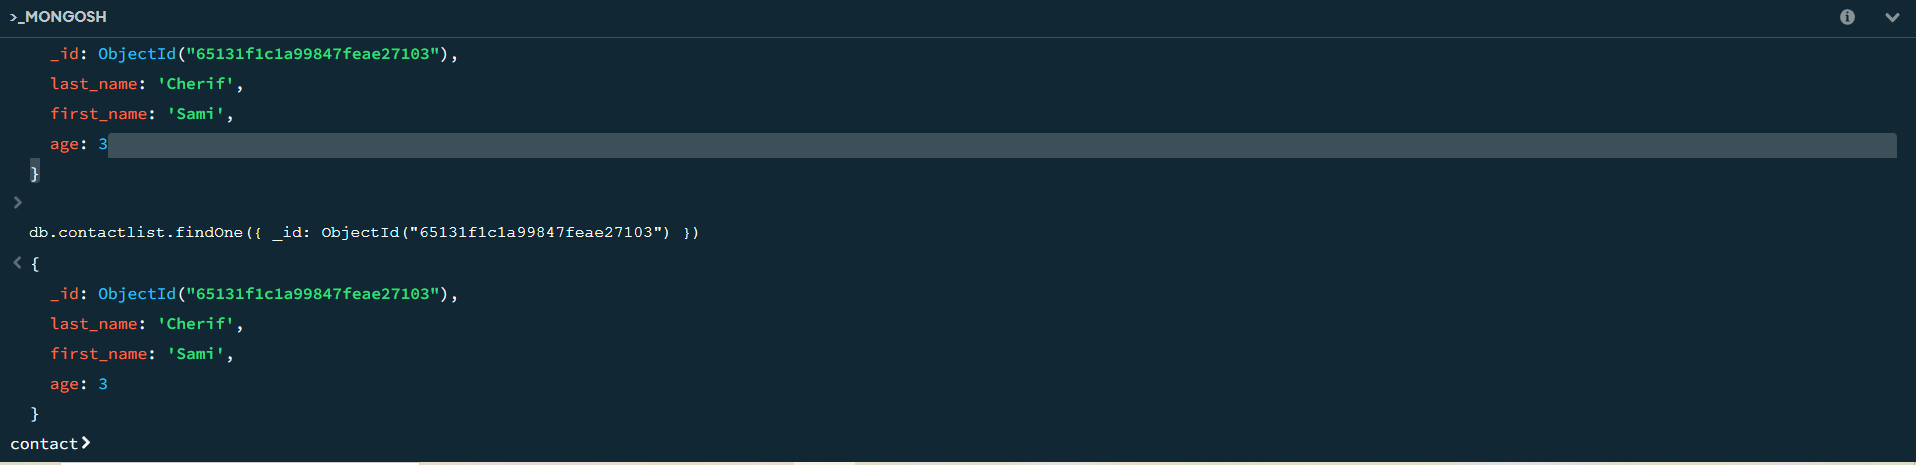 >_MONGOSH
_id: ObjectId("65131f1c1a99847feae27103"),
last_name: 'Cherif',
first_name: 'Sami',
age: 3
}
>
db.contactlist.findOne({ _id: ObjectId("65131f1c1a99847feae27103") })
< {
_id: ObjectId("65131f1c1a99847feae27103"),
last_name: 'Cherif',
first_name: 'Sami',
age: 3
}
contact>